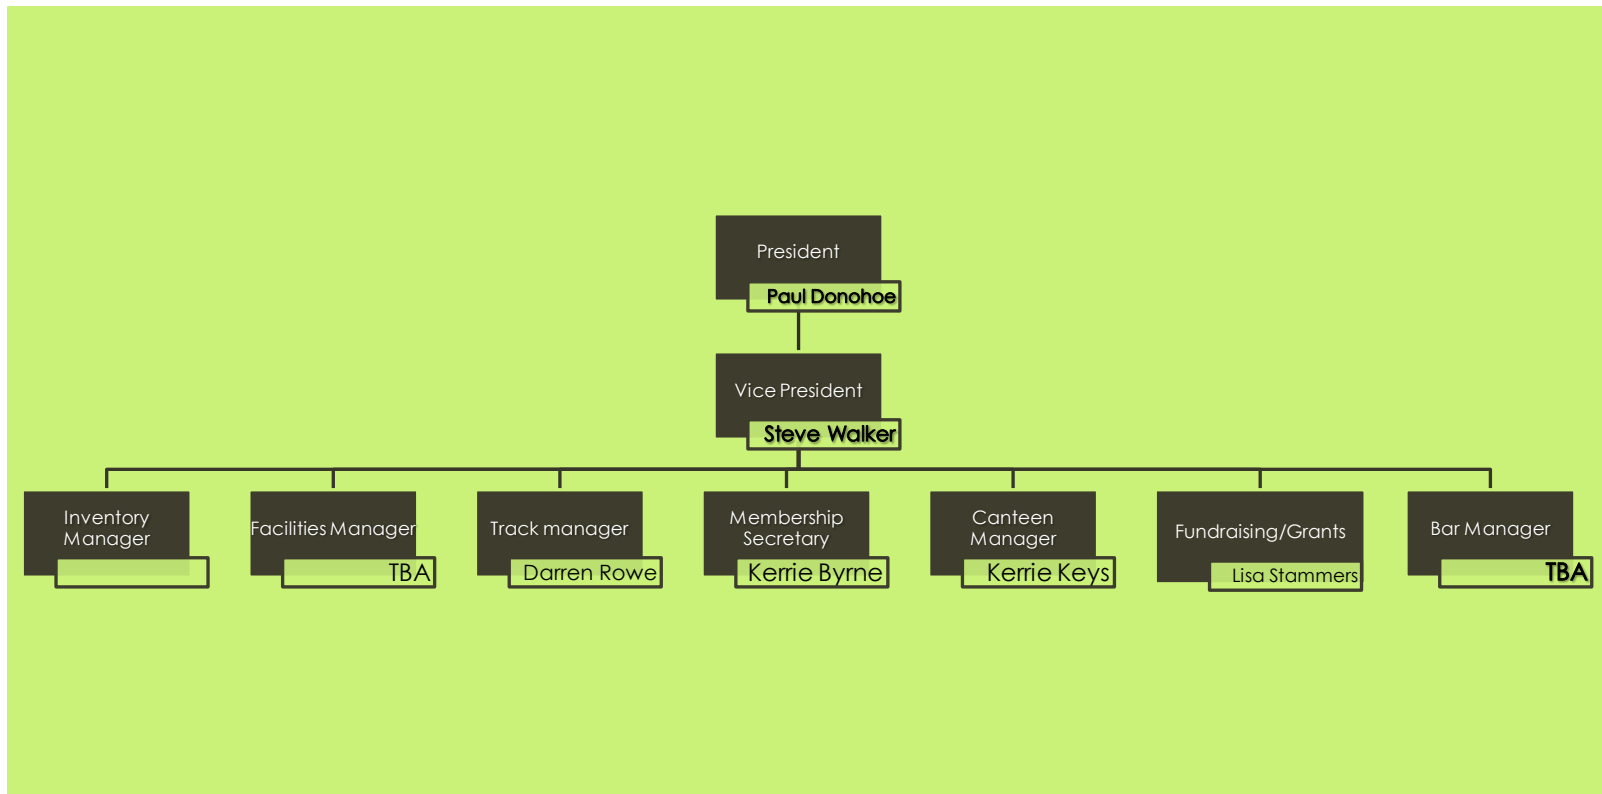 President
Paul Donohoe
Vice President
Steve Walker
Inventory
Manager
Facilities Manager
TBA
Track manager
Darren Rowe
Membership
Secretary
Kerrie Byrne
Canteen
Manager
Kerrie Keys
Fundraising/Grants
Lisa Stammers
Bar Manager
TBA